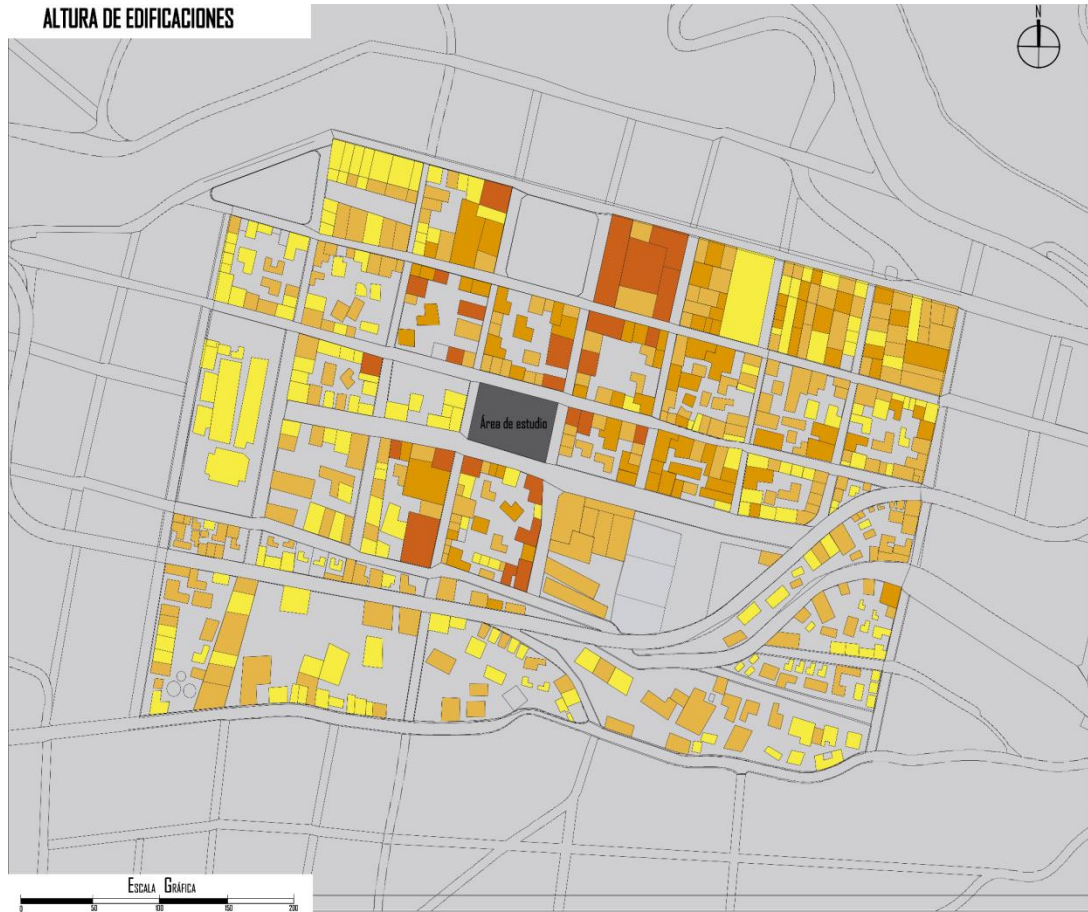 ALTURA DE EDIFICACIONES
N
Área de estudio
ESCALA GRÁFICA
0 50 100 150 200